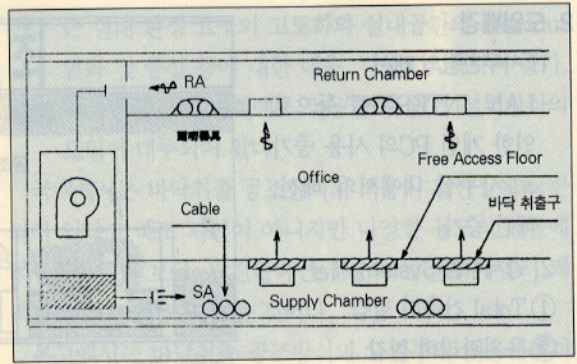 RA
Return Chamber
照明器具
Office
Free Access Floor
Cable
바닥 취출구
SA
Supply Chamber